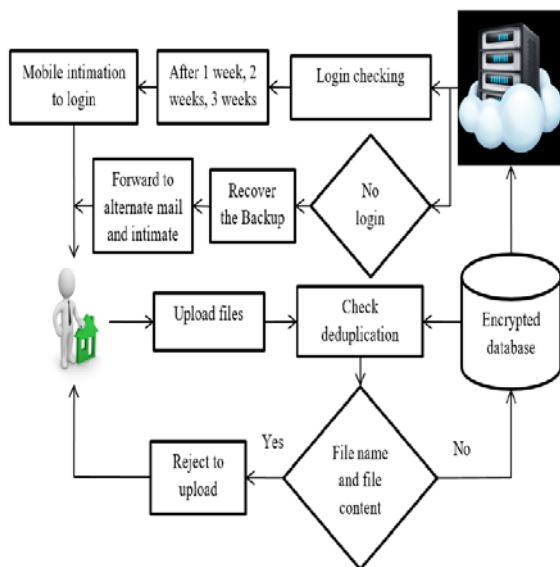 Mobile intimation
to login
After 1 week, 2
weeks, 3 weeks
Login checking
Forward to
alternate mail
and intimate
Recover
the Backup
No
login
Upload files
Check
deduplication
Encrypted
database
Yes
Reject to
upload
File name
and file
content
No